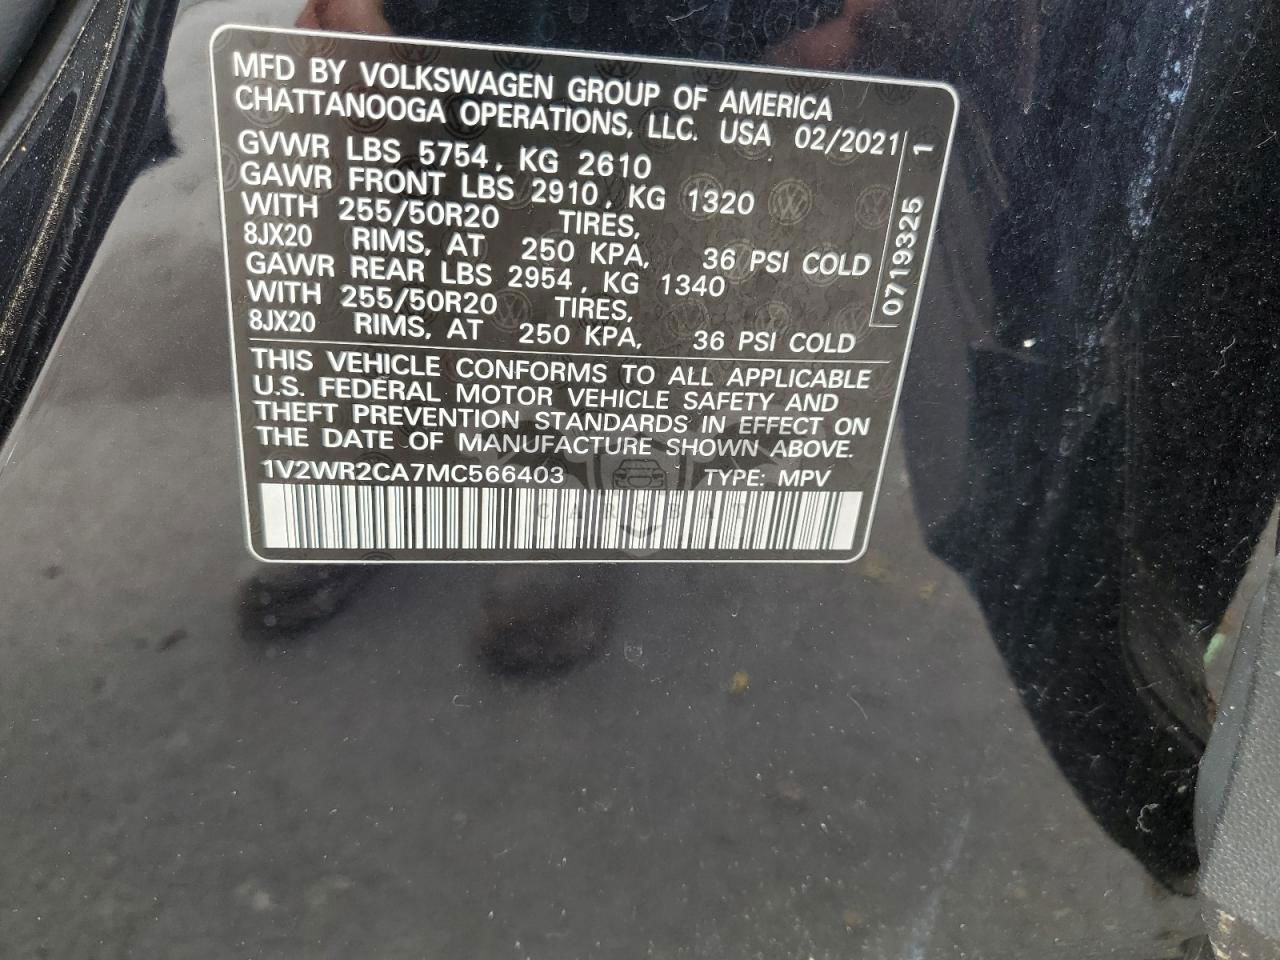 MFD BY VOLKSWAGEN GROUP OF AMERICA
CHATTANOOGA OPERATIONS, LLC. USA 02/2021
GVWR LBS 5754, KG 2610
GAWR FRONT LBS 2910, KG 1320
WITH 255/50R20 TIRES,
8JX20 RIMS, AT 250 KPA, 36 PSI COLD
GAWR REAR LBS 2954, KG 1340
WITH 255/50R20 TIRES,
8JX20 RIMS, AT 250 KPA, 36 PSI COLD
0719325 1
THIS VEHICLE CONFORMS TO ALL APPLICABLE
U.S. FEDERAL MOTOR VEHICLE SAFETY AND
THEFT PREVENTION STANDARDS IN EFFECT ON
THE DATE OF MANUFACTURE SHOWN ABOVE.
1V2WR2CA7MC566403 TYPE: MPV